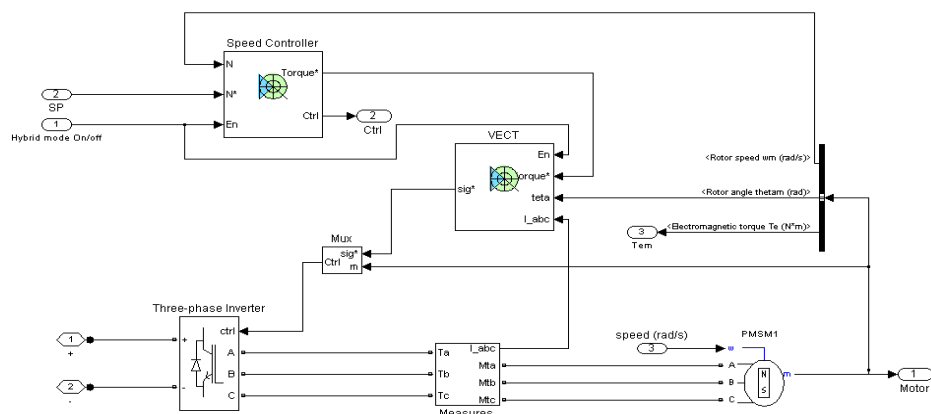 Speed Controller
N
Torque*
N*
2
SP
1
En
Ctrl
2
Ctrl
Hybrid mode On/off
VECT
En
orque*
sig*
teta
I_abc
<Rotor speed wm (rad/s)>
<Rotor angle thetam (rad)>
<Electromagnetic torque Te (N*m)>
3
Tem
Mux
sig*
Ctrl
m
Three-phase Inverter
ctrl
1
+
+
A
B
2
-
-
C
I_abc
Ta
Mta
Tb
Mtb
Tc
Mtc
Measures
speed (rad/s)
3
PMSM1
w
A
B
C
N
S
m
1
Motor